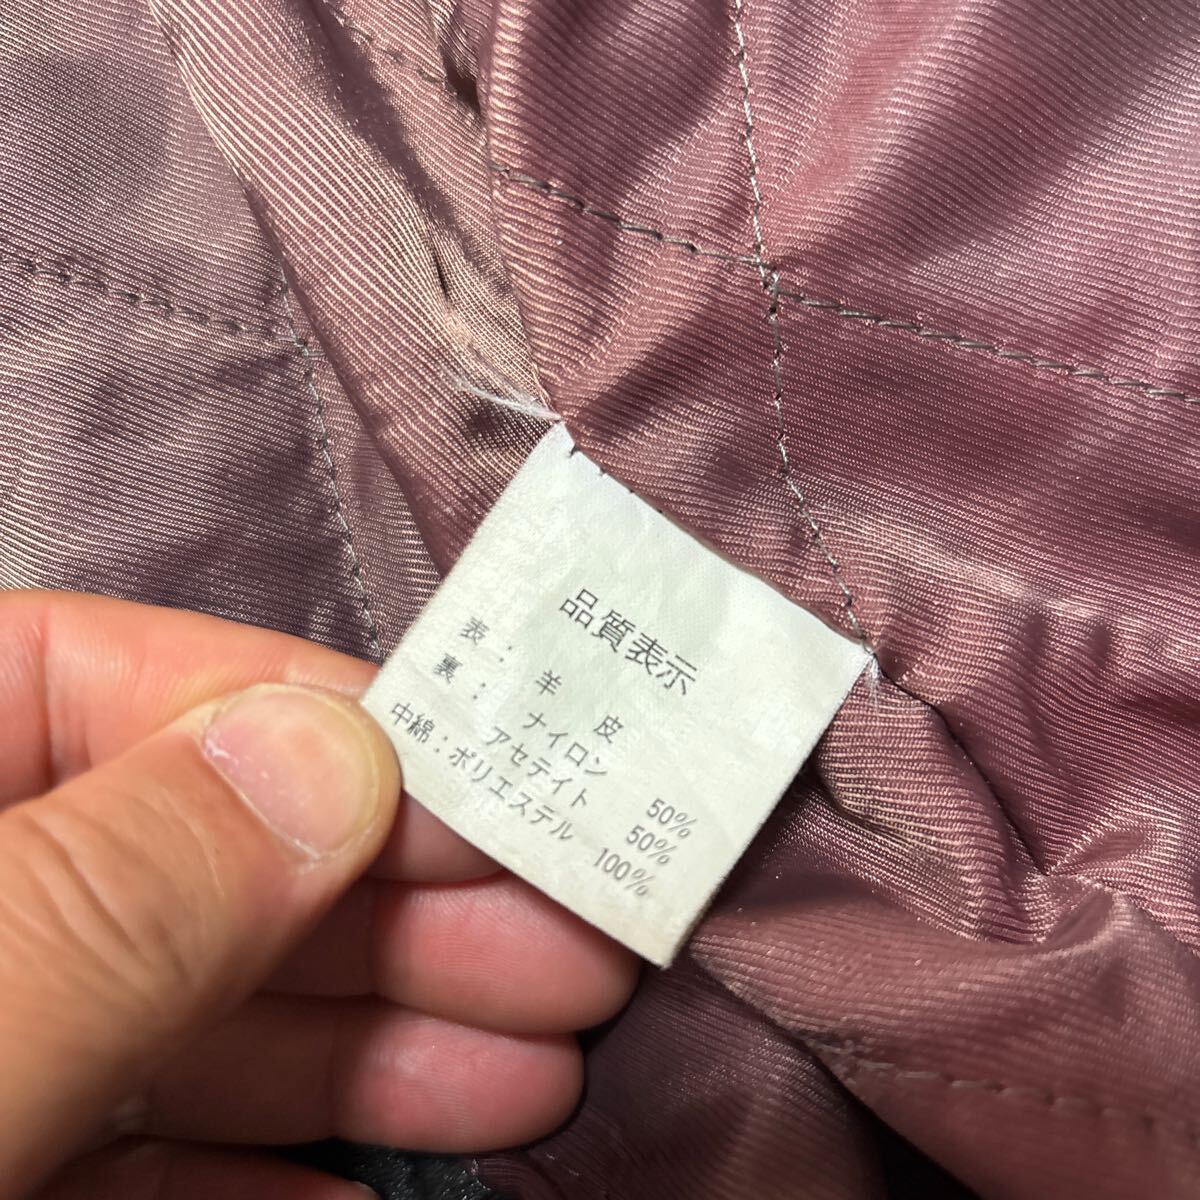 品質表示
表：羊 皮
裏：ナイロン 50%
アセテイト 50%
中綿：ポリエステル 100%